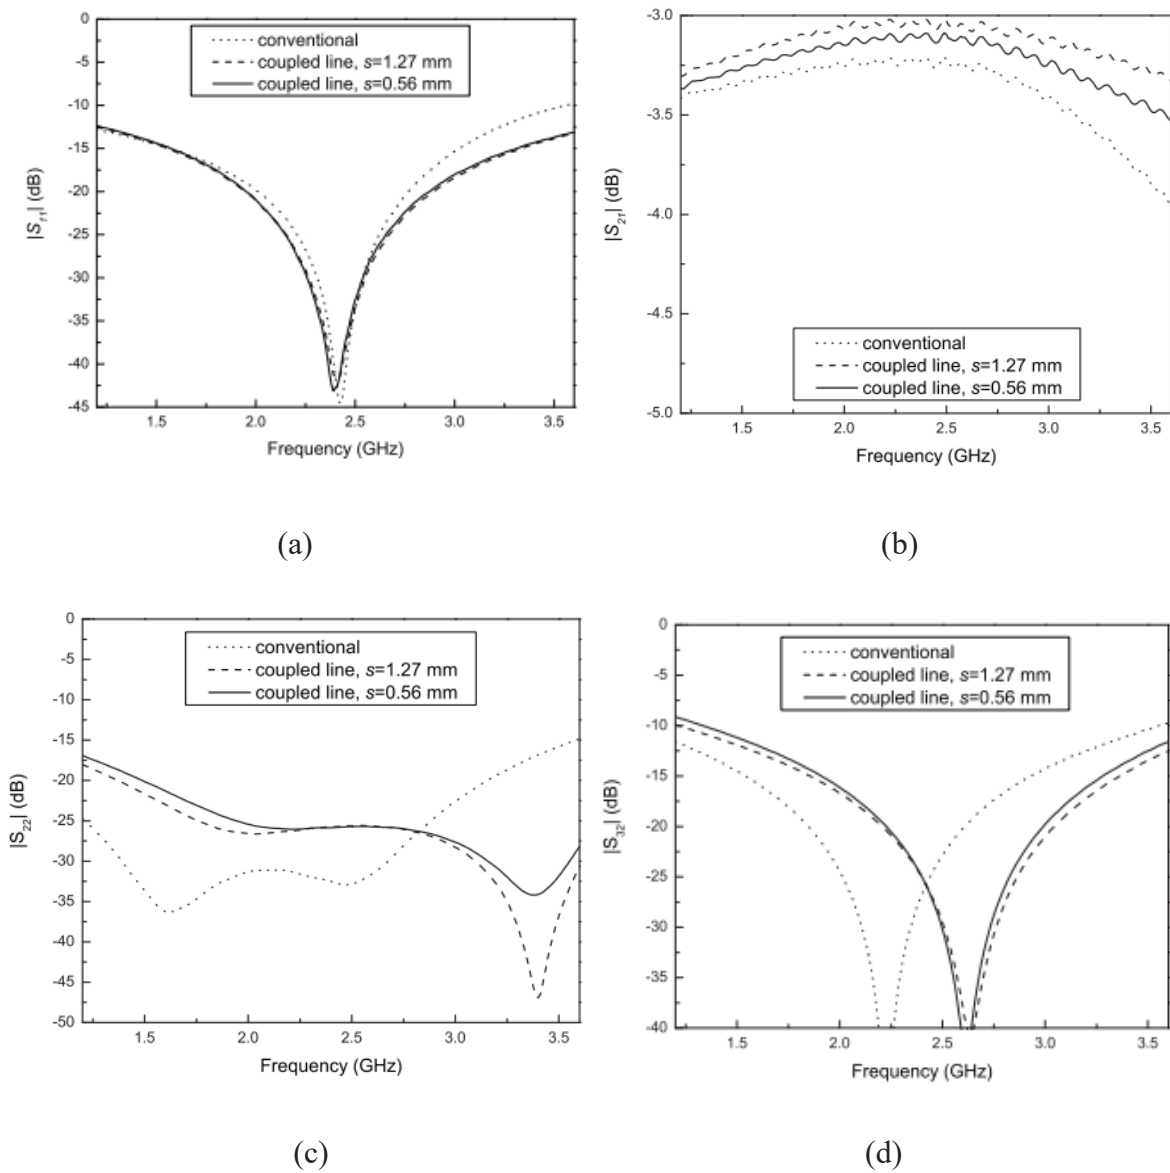 conventional
coupled line, s=1.27 mm
coupled line, s=0.56 mm
0
-5
-10
-15
-20
-25
-30
-35
-40
-45
|S11| (dB)
1.5
2.0
2.5
3.0
3.5
Frequency (GHz)
(a)
-3.0
-3.5
-4.0
-4.5
-5.0
|S21| (dB)
conventional
coupled line, s=1.27 mm
coupled line, s=0.56 mm
1.5
2.0
2.5
3.0
3.5
Frequency (GHz)
(b)
conventional
coupled line, s=1.27 mm
coupled line, s=0.56 mm
0
-5
-10
-15
-20
-25
-30
-35
-40
-45
-50
|S22| (dB)
1.5
2.0
2.5
3.0
3.5
Frequency (GHz)
(c)
conventional
coupled line, s=1.27 mm
coupled line, s=0.56 mm
0
-5
-10
-15
-20
-25
-30
-35
-40
|S32| (dB)
1.5
2.0
2.5
3.0
3.5
Frequency (GHz)
(d)